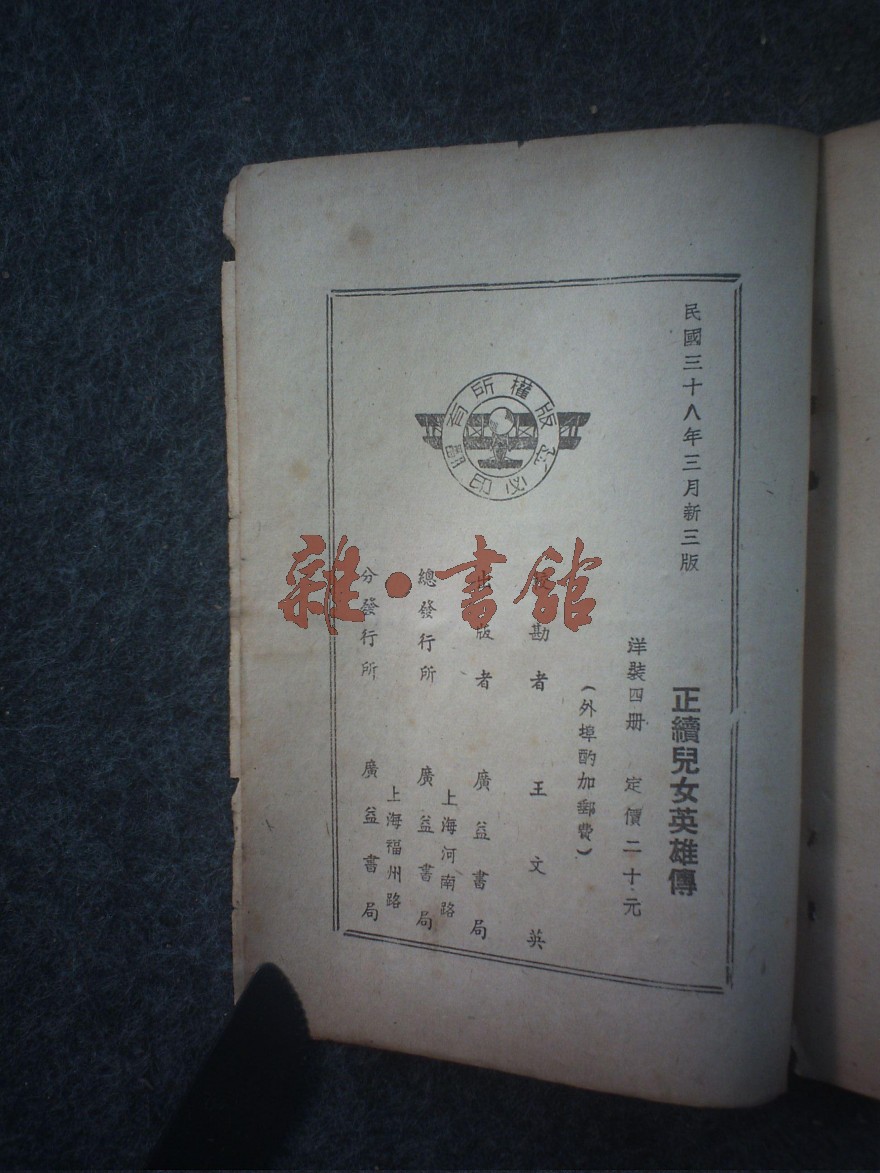 民國三十八年三月新三版
正續兒女英雄傳
洋裝四册 定價二十元
(外埠酌加郵費)
勘者 王文英
出版者 廣益書局
上海河南路
總發行所 廣益書局
上海福州路
分發行所 廣益書局
版權所有
翻印必究
雜·書館